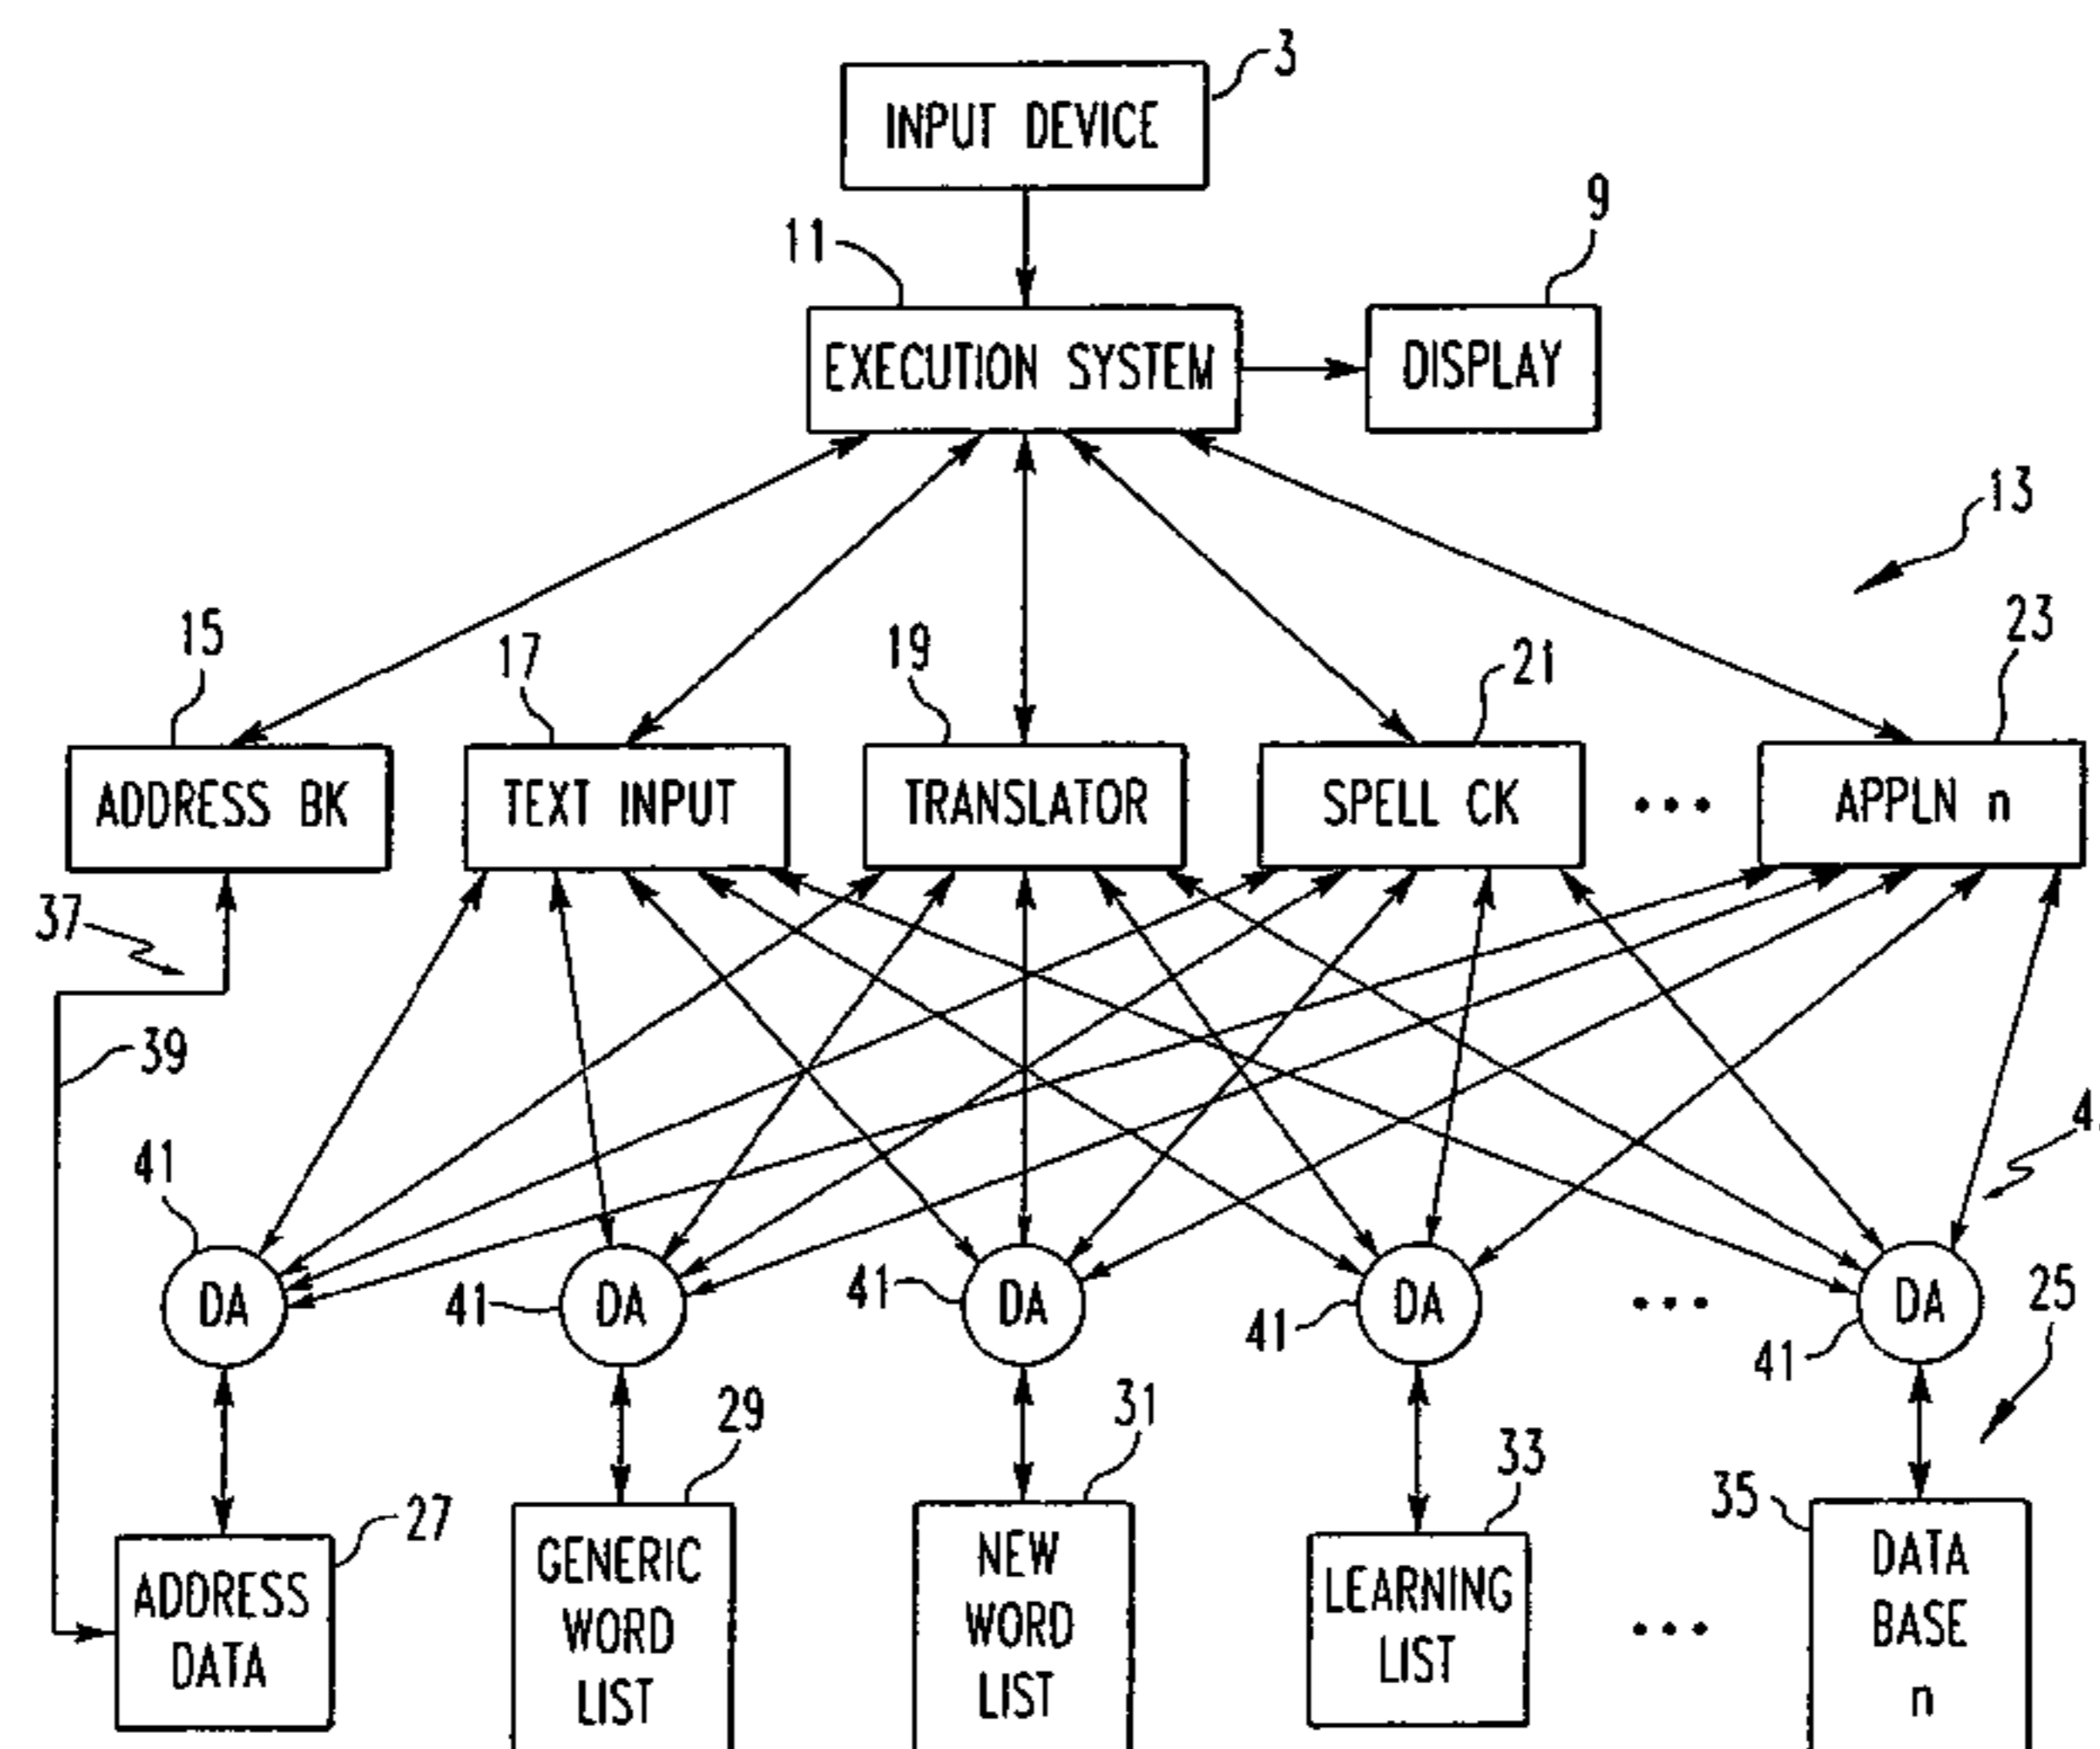 3
INPUT DEVICE
9
11
EXECUTION SYSTEM
DISPLAY
13
15
17
19
21
23
ADDRESS BK
TEXT INPUT
TRANSLATOR
SPELL CK
•••
APPLN n
37
39
41
DA
41
DA
41
DA
41
DA
•••
41
DA
25
27
29
31
33
35
ADDRESS
DATA
GENERIC
WORD
LIST
NEW
WORD
LIST
LEARNING
LIST
•••
DATA
BASE
n